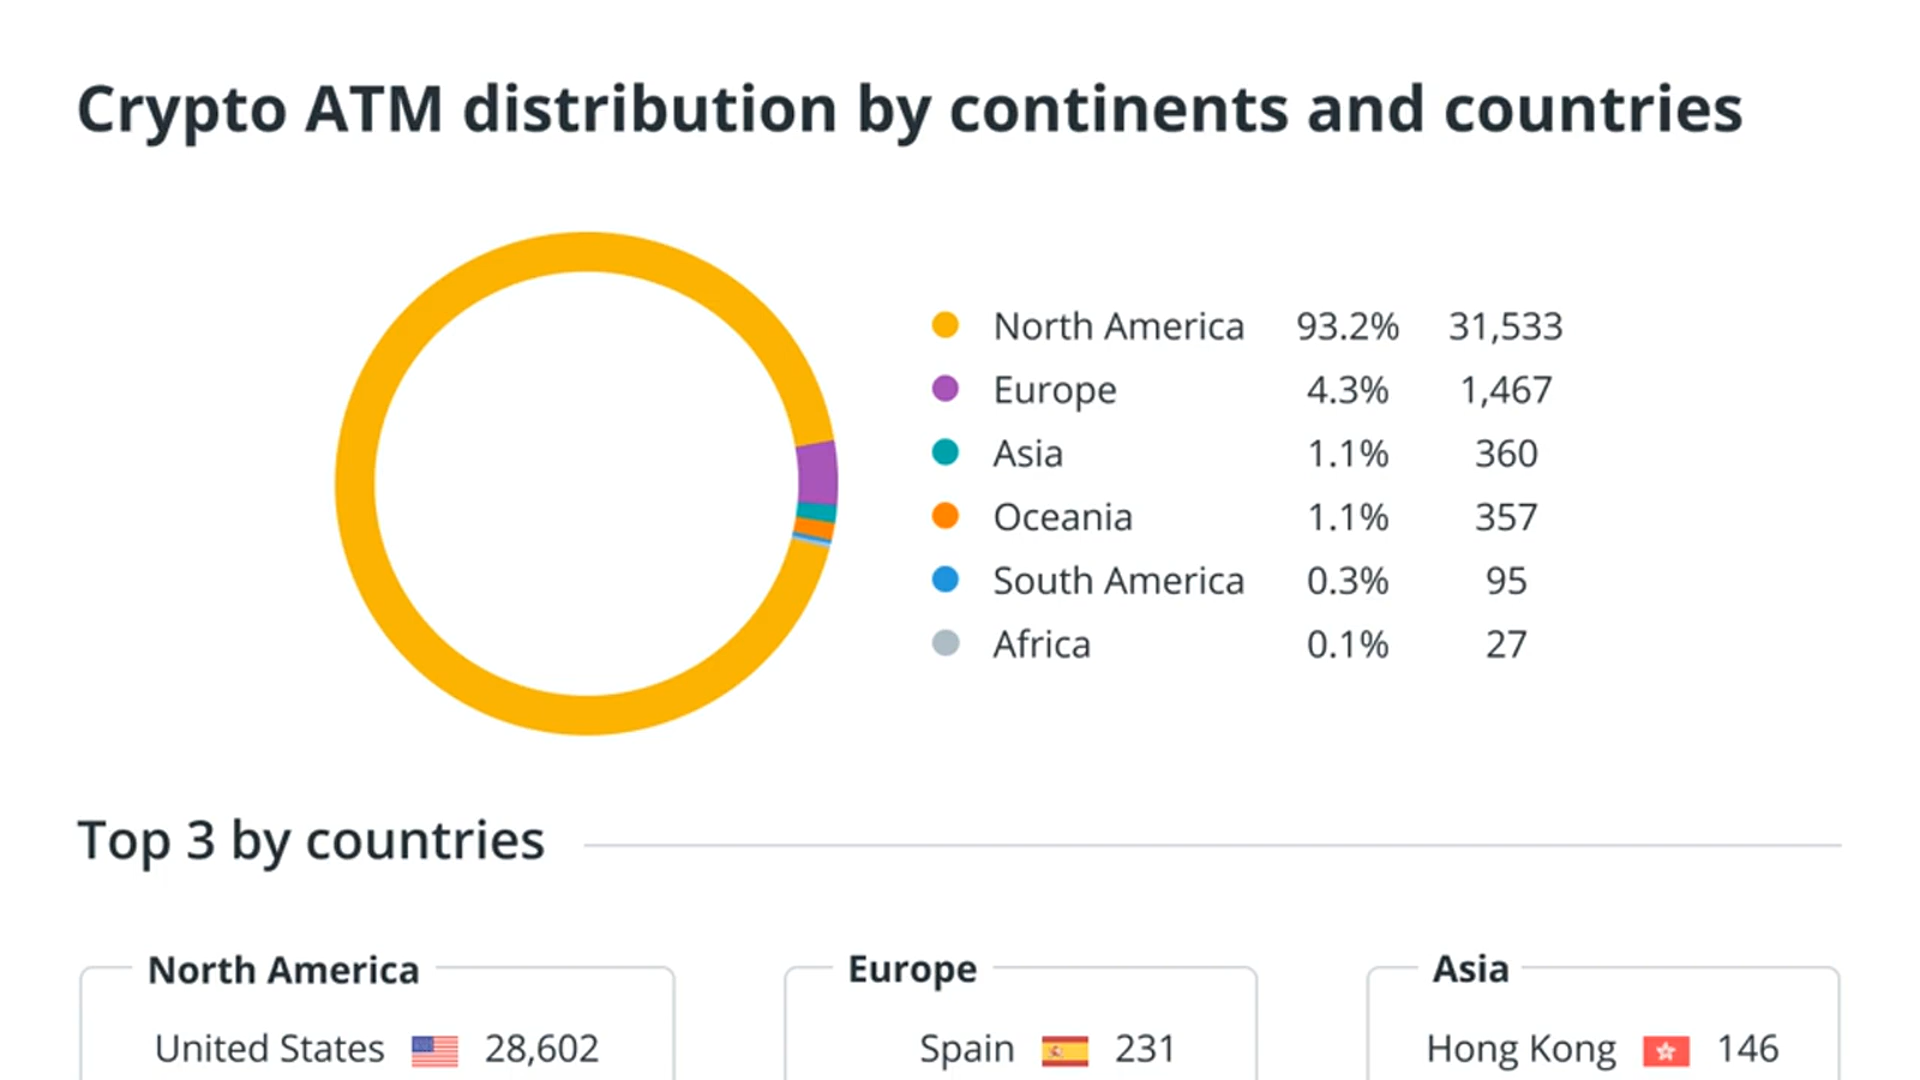 Crypto ATM distribution by continents and countries
North America 93.2% 31,533
Europe 4.3% 1,467
Asia 1.1% 360
Oceania 1.1% 357
South America 0.3% 95
Africa 0.1% 27
Top 3 by countries
North America
United States 28,602
Europe
Spain 231
Asia
Hong Kong 146